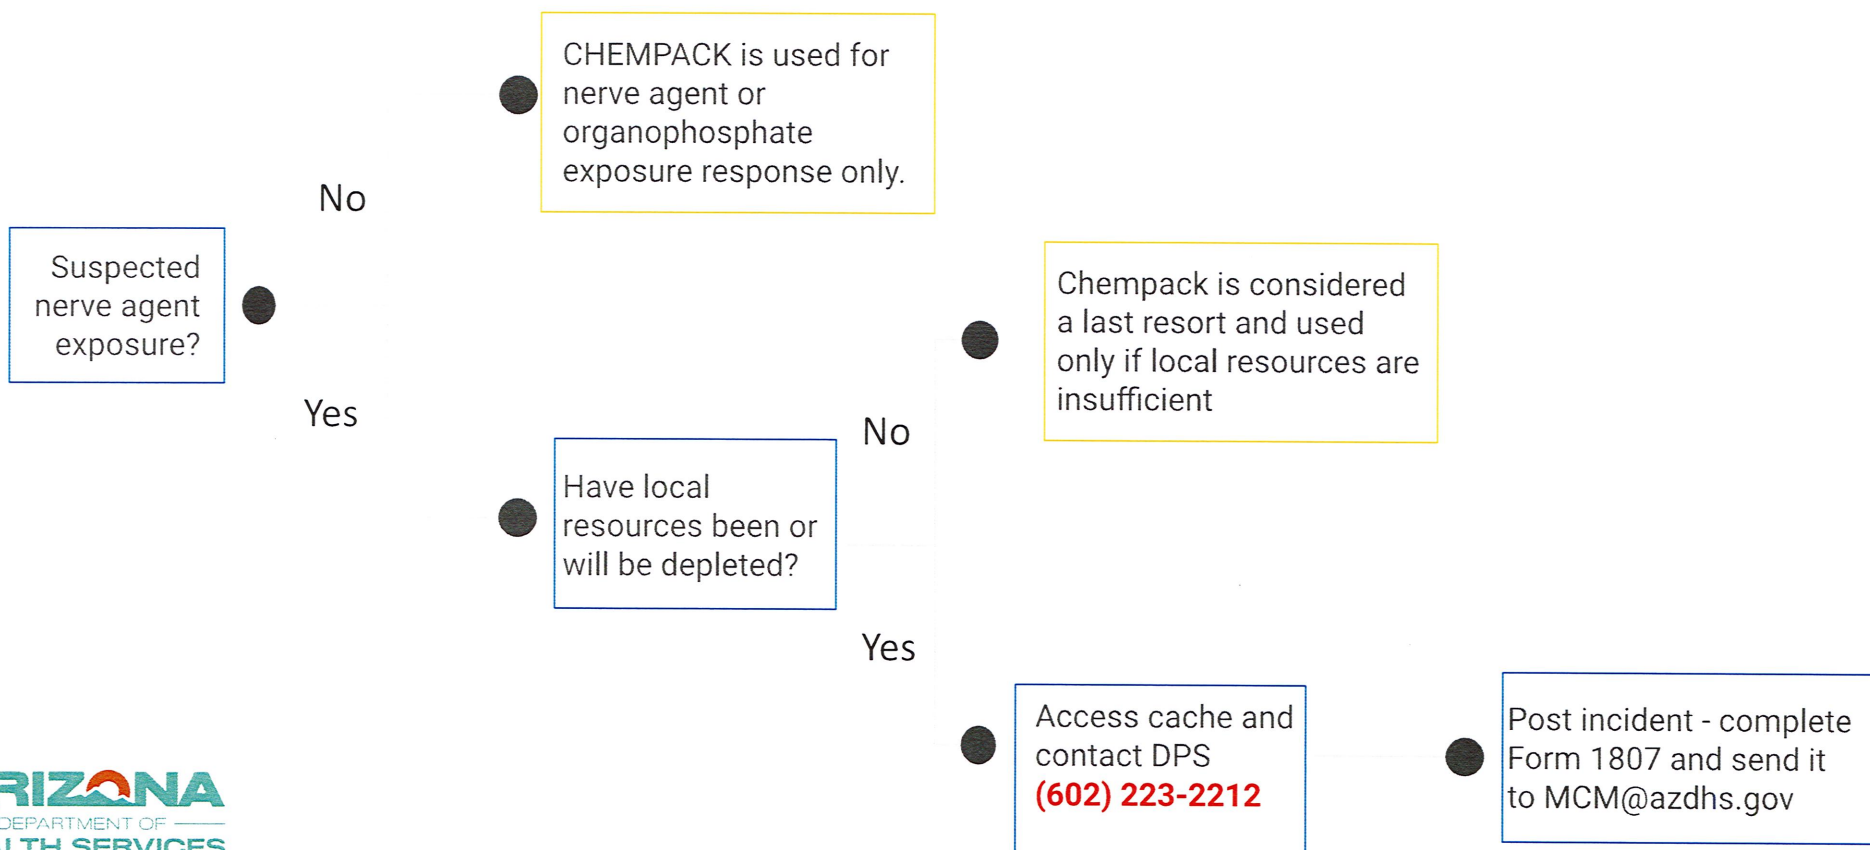 CHEMPACK is used for
nerve agent or
organophosphate
exposure response only.
No
Suspected
nerve agent
exposure?
Yes
Chempack is considered
a last resort and used
only if local resources are
insufficient
No
Have local
resources been or
will be depleted?
Yes
Access cache and
contact DPS
(602) 223-2212
Post incident - complete
Form 1807 and send it
to MCM@azdhs.gov
RIZONA
DEPARTMENT OF
ALTH SERVICES